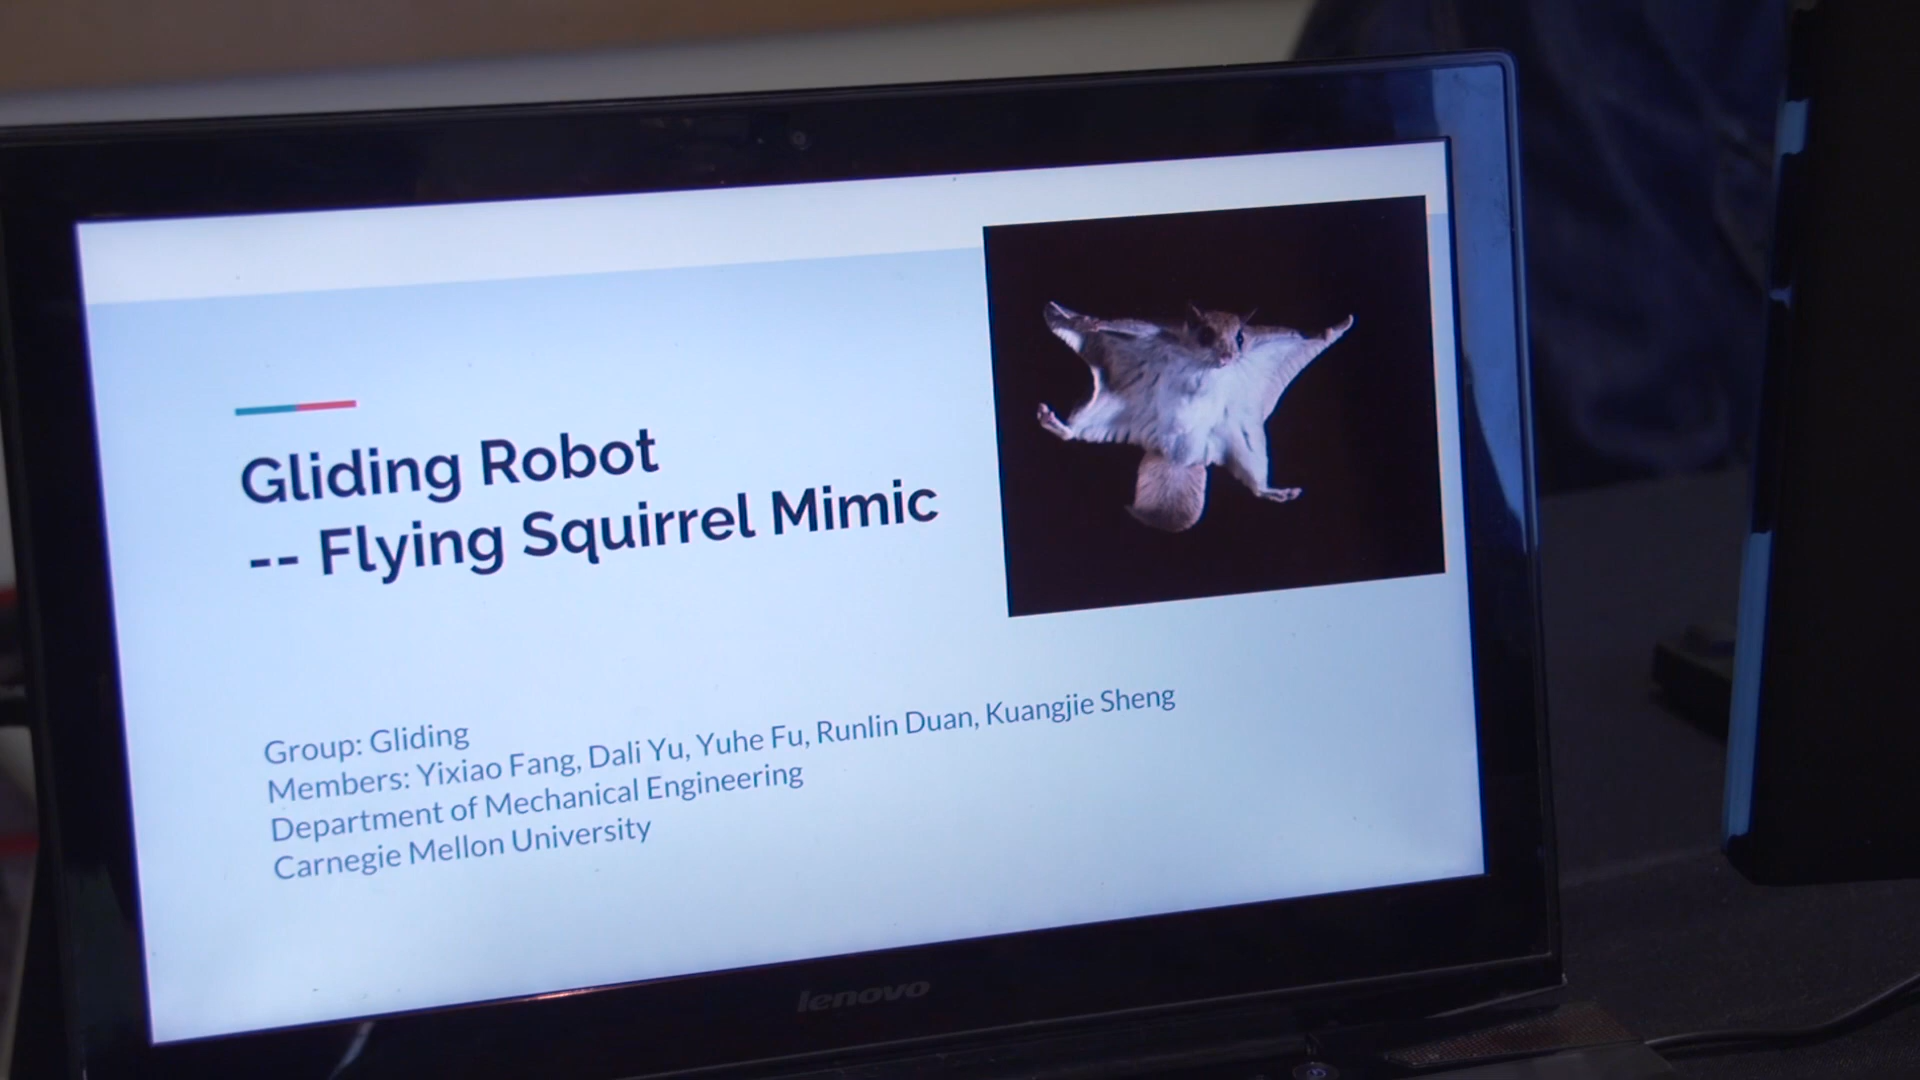 Gliding Robot
-- Flying Squirrel Mimic
Group: Gliding
Members: Yixiao Fang, Dali Yu, Yuhe Fu, Runlin Duan, Kuangjie Sheng
Department of Mechanical Engineering
Carnegie Mellon University
lenovo